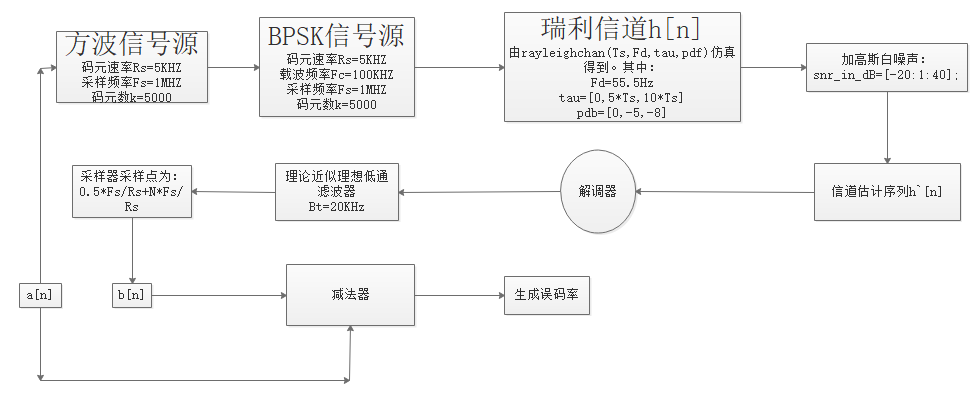 方波信号源
码元速率Rs=5KHZ
采样频率Fs=1MHZ
码元数k=5000
BPSK信号源
码元速率Rs=5KHZ
载波频率Fc=100KHZ
采样频率Fs=1MHZ
码元数k=5000
瑞利信道h[n]
由rayleighchan(Ts,Fd,tau,pdf)仿真
得到。其中:
Fd=55.5Hz
tau=[0,5*Ts,10*Ts]
pdb=[0,-5,-8]
加高斯白噪声:
snr_in_dB=[-20:1:40];
采样器采样点为:
0.5*Fs/Rs+N*Fs/
Rs
理论近似理想低通
滤波器
Bt=20KHz
解调器
信道估计序列h`[n]
a[n]
b[n]
减法器
生成误码率